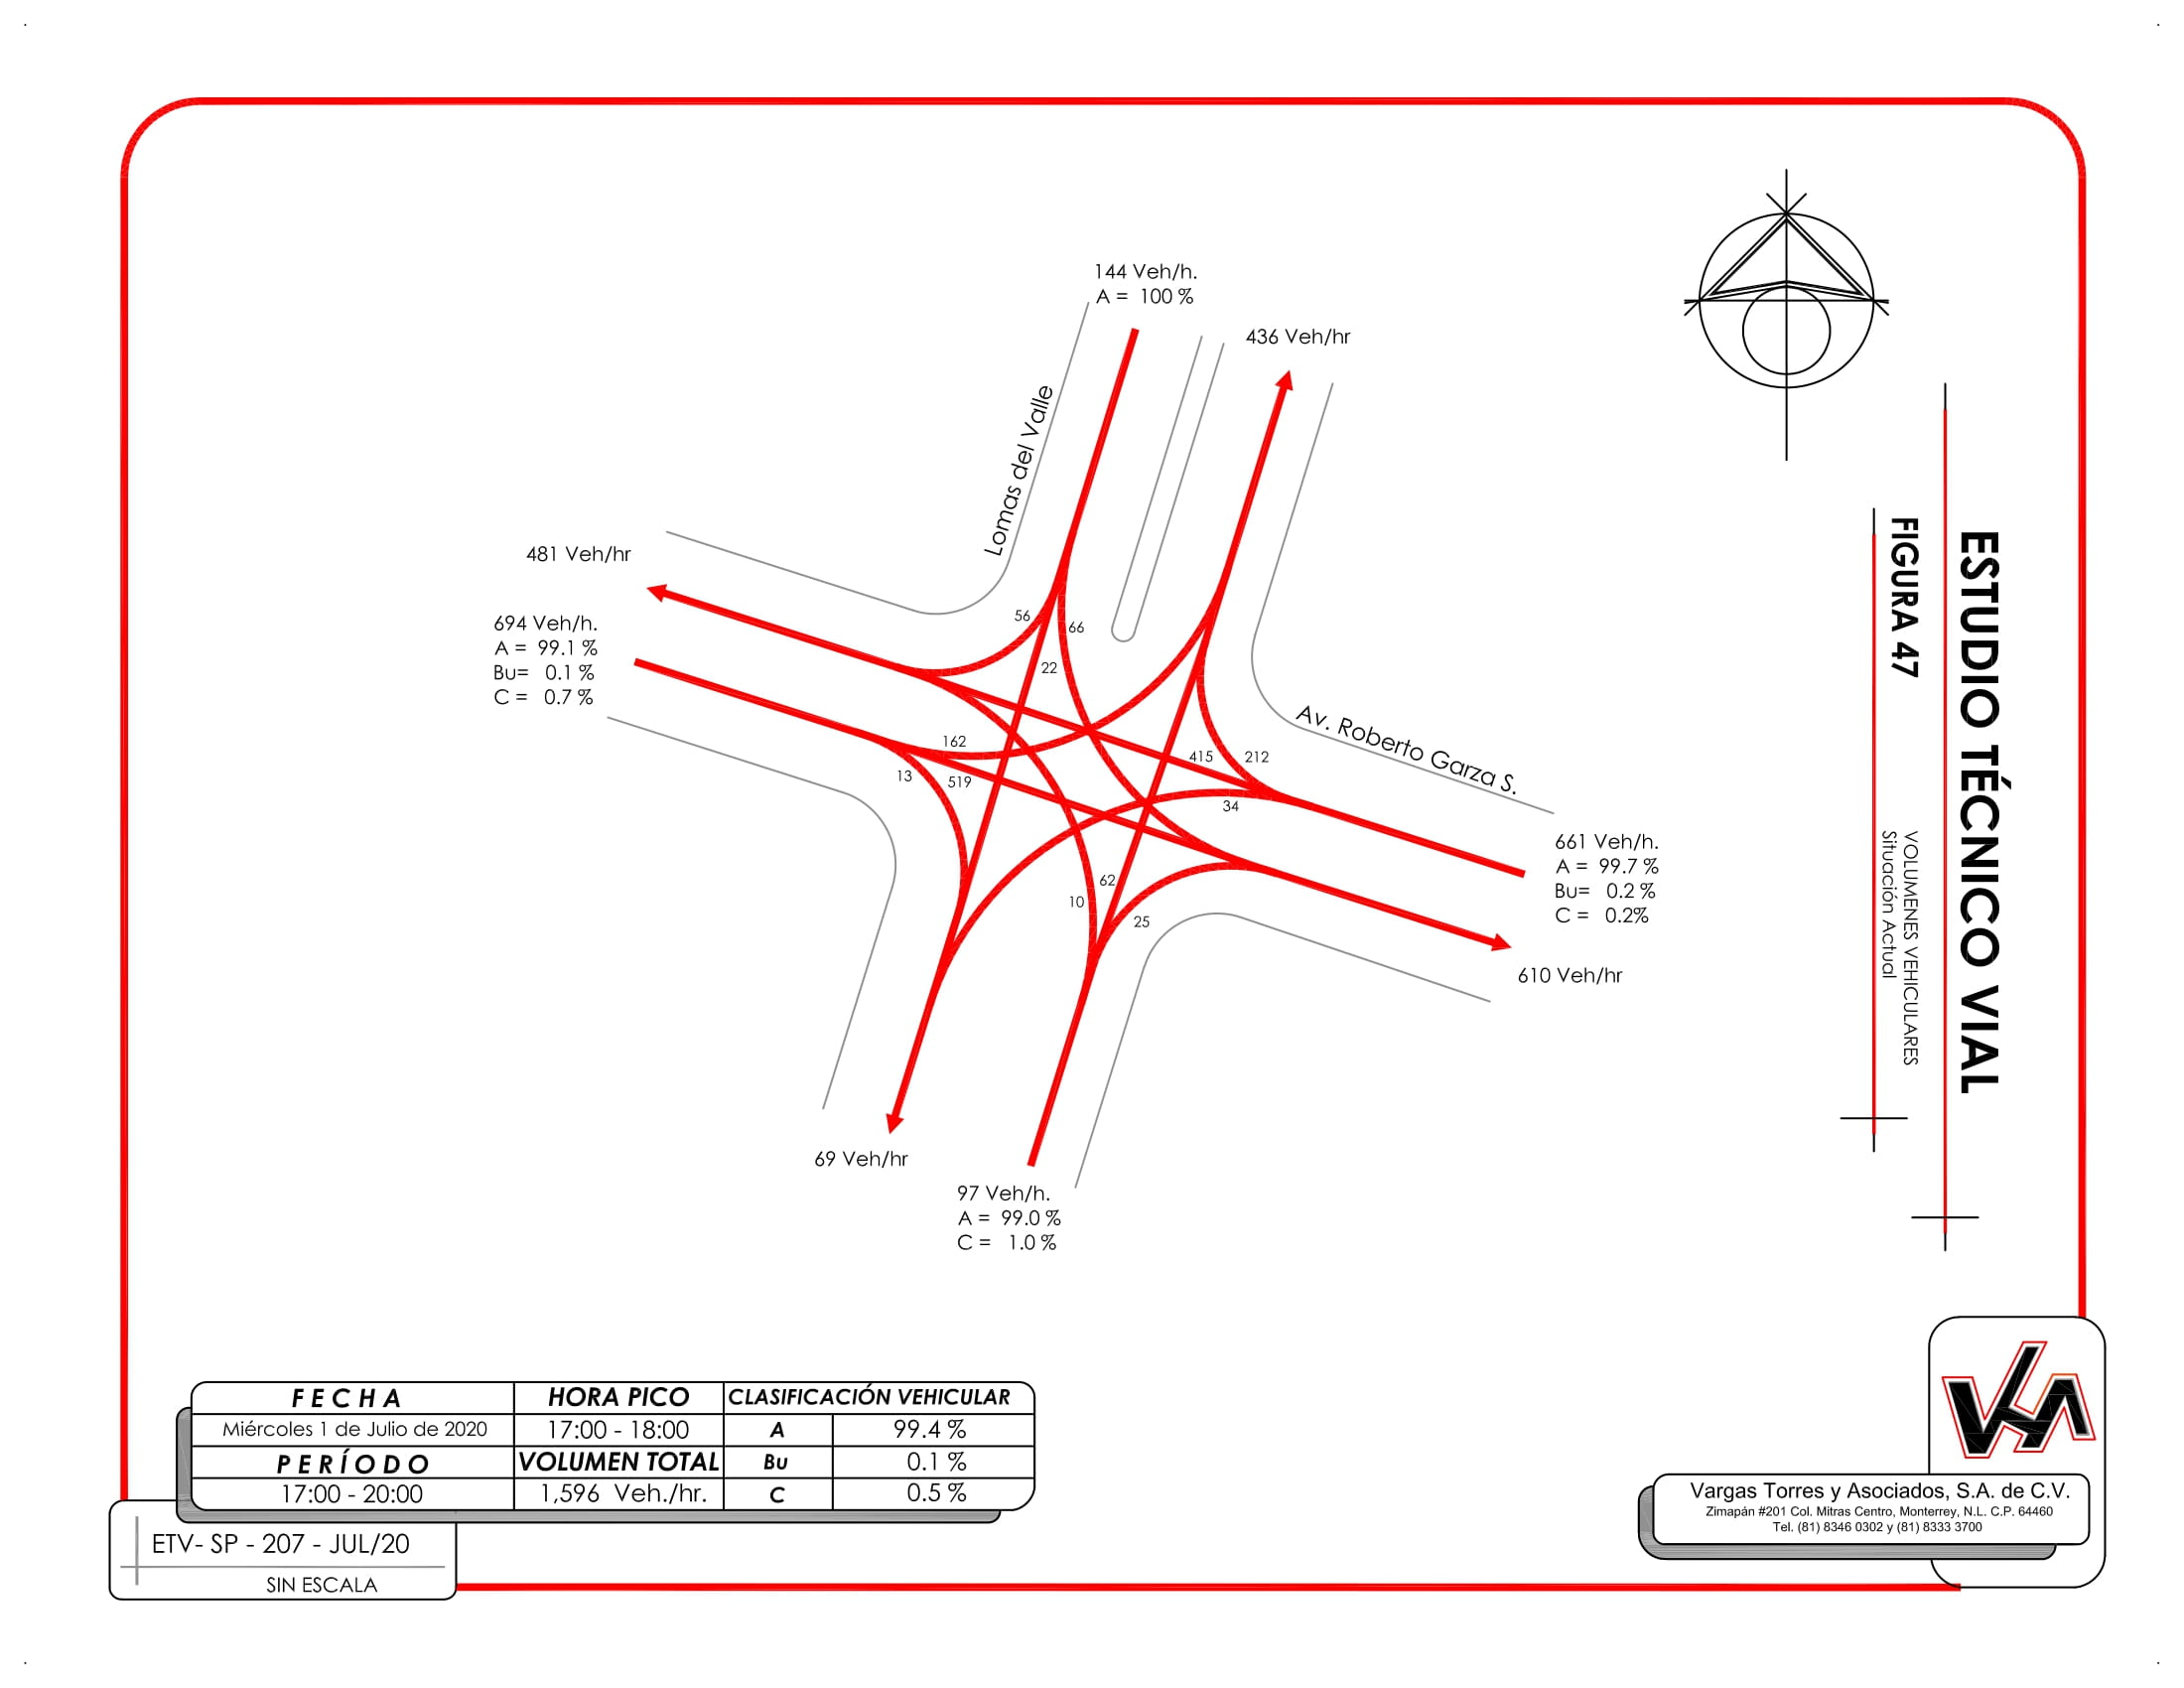 144 Veh/h.
A = 100 %
436 Veh/hr
Lomas del Valle
481 Veh/hr
694 Veh/h.
A = 99.1 %
Bu= 0.1 %
C = 0.7 %
56
66
22
162
13
519
415
212
34
Av. Roberto Garza S.
661 Veh/h.
A = 99.7 %
Bu= 0.2 %
C = 0.2%
62
10
25
610 Veh/hr
69 Veh/hr
97 Veh/h.
A = 99.0 %
C = 1.0 %
ESTUDIO TÉCNICO VIAL
FIGURA 47
VOLUMENES VEHICULARES
Situación Actual
FECHA
HORA PICO
CLASIFICACIÓN VEHICULAR
Miércoles 1 de Julio de 2020
17:00 - 18:00
A
99.4 %
PERÍODO
VOLUMEN TOTAL
Bu
0.1 %
17:00 - 20:00
1,596 Veh./hr.
C
0.5 %
ETV- SP - 207 - JUL/20
SIN ESCALA
Vargas Torres y Asociados, S.A. de C.V.
Zimapán #201 Col. Mitras Centro, Monterrey, N.L. C.P. 64460
Tel. (81) 8346 0302 y (81) 8333 3700